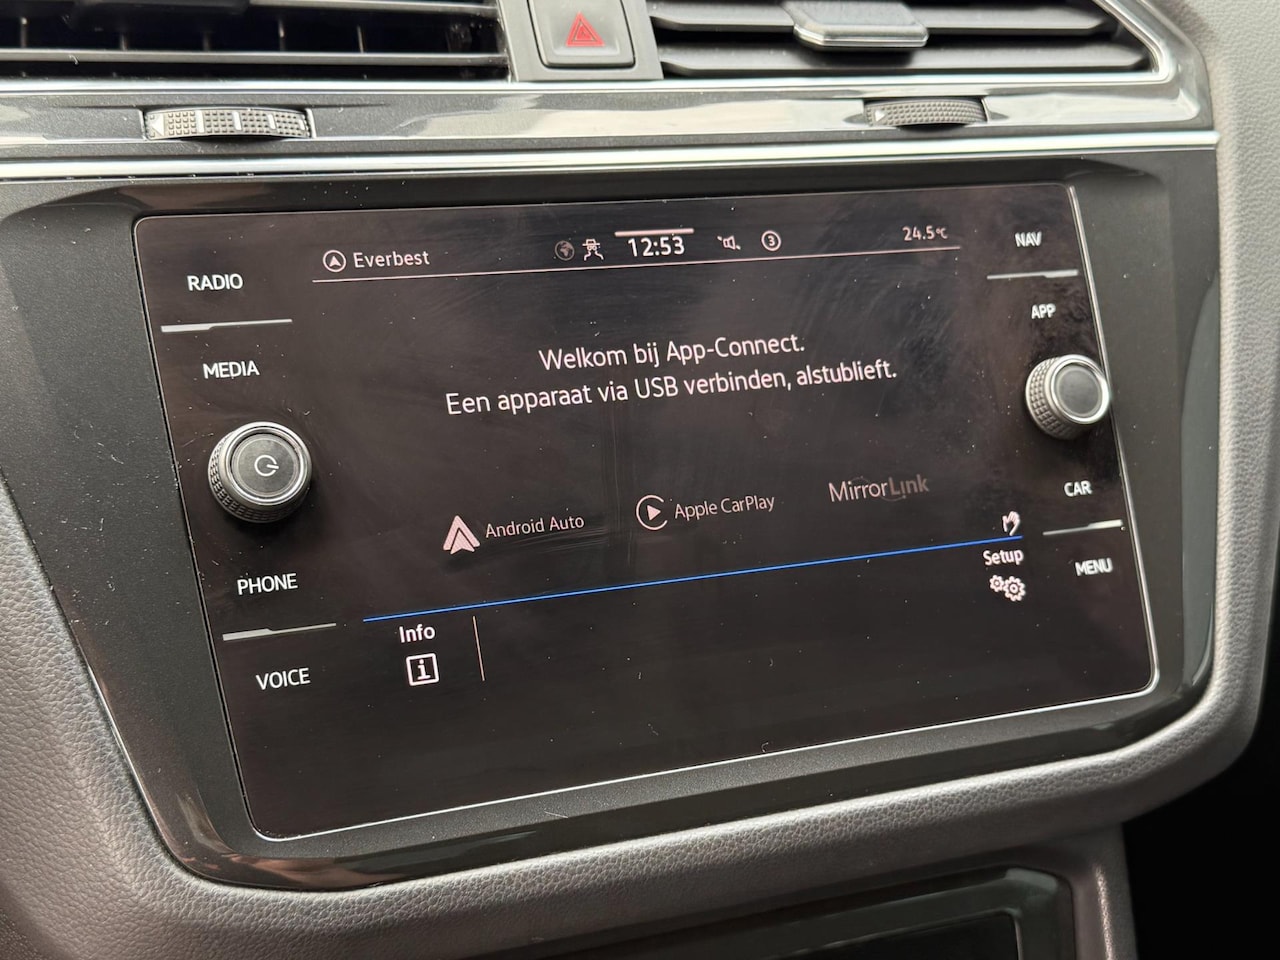 Everbest
12:53
3
24.5°C
NAV
RADIO
APP
MEDIA
Welkom bij App-Connect.
Een apparaat via USB verbinden, alstublieft.
Android Auto
Apple CarPlay
MirrorLink
CAR
PHONE
Setup
MENU
Info
i
VOICE